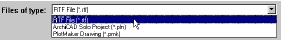 Files of type: RTF File (*.rtf)
RTF File (*.rtf)
ArchiCAD Solo Project (*.pln)
PlotMaker Drawing (*.pmk)